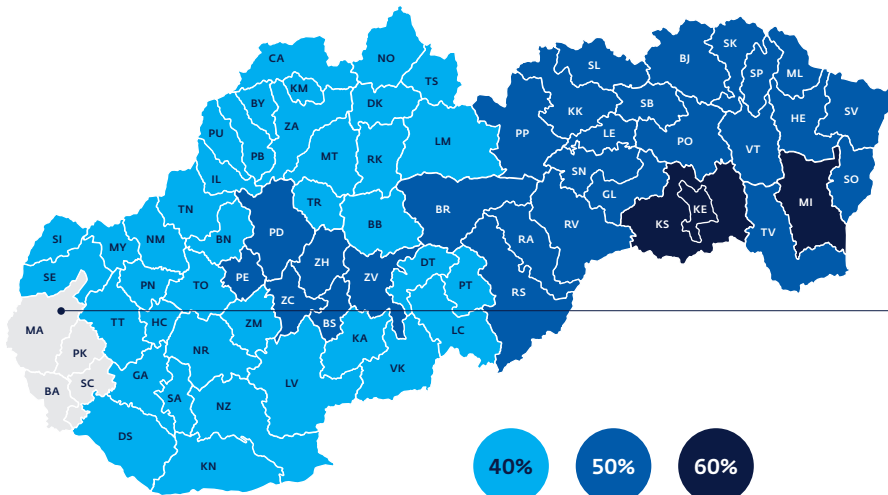 SK
BJ
CA
NO
SL
SP
ML
TS
KM
BY
DK
KK
SB
SV
PP
HE
ZA
PU
LE
PO
LM
VT
PB
MT
RK
SN
IL
SO
GL
TR
MI
TN
BR
KE
BB
KS
RV
TV
PD
BN
RA
SI
MY
NM
ZH
DT
SE
PE
ZV
PT
PN
TO
RS
ZC
TT
HC
ZM
BS
MA
LC
KA
PK
NR
VK
GA
SC
LV
BA
SA
NZ
DS
KN
40%
50%
60%